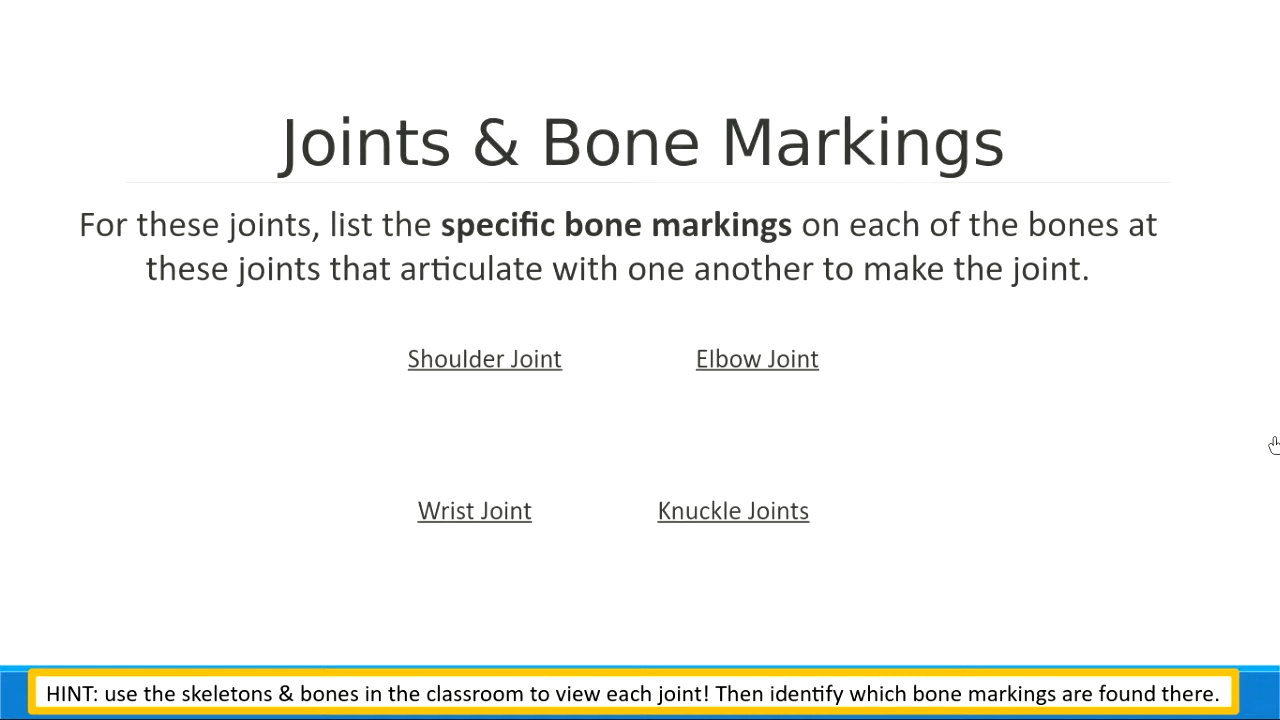 Joints & Bone Markings
For these joints, list the specific bone markings on each of the bones at
these joints that articulate with one another to make the joint.
Shoulder Joint
Elbow Joint
Wrist Joint
Knuckle Joints
HINT: use the skeletons & bones in the classroom to view each joint! Then identify which bone markings are found there.